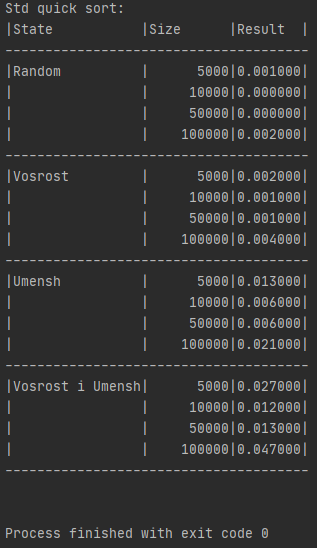 Std quick sort:
|State           |Size      |Result  |
--------------------------------------
|Random          |      5000|0.001000|
|                |     10000|0.000000|
|                |     50000|0.000000|
|                |    100000|0.002000|
--------------------------------------
|Vosrost         |      5000|0.002000|
|                |     10000|0.001000|
|                |     50000|0.001000|
|                |    100000|0.004000|
--------------------------------------
|Umensh          |      5000|0.013000|
|                |     10000|0.006000|
|                |     50000|0.006000|
|                |    100000|0.021000|
--------------------------------------
|Vosrost i Umensh|      5000|0.027000|
|                |     10000|0.012000|
|                |     50000|0.013000|
|                |    100000|0.047000|
--------------------------------------
Process finished with exit code 0